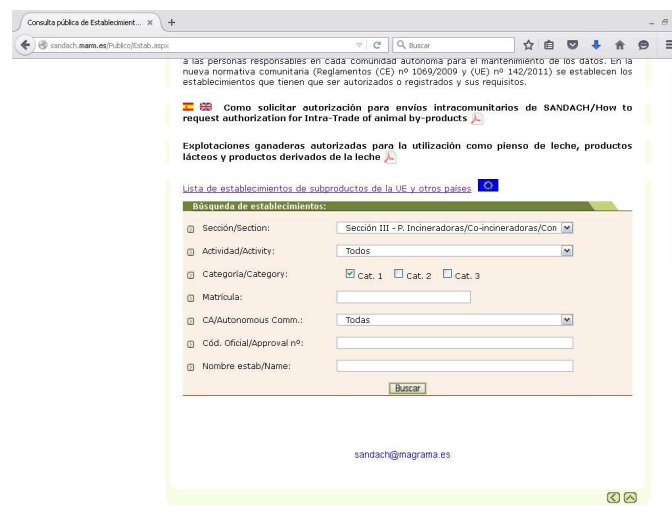 Consulta pública de Establecimient...
sandach.marm.es/Publico/Estab.aspx
Buscar
a las personas responsables en cada comunidad autónoma para el mantenimiento de los datos. En la
nueva normativa comunitaria (Reglamentos (CE) nº 1069/2009 y (UE) nº 142/2011) se establecen los
establecimientos que tienen que ser autorizados o registrados y sus requisitos.
Como solicitar autorización para envíos intracomunitarios de SANDACH/How to
request authorization for Intra-Trade of animal by-products
Explotaciones ganaderas autorizadas para la utilización como pienso de leche, productos
lácteos y productos derivados de la leche
Lista de establecimientos de subproductos de la UE y otros países
Búsqueda de establecimientos:
Sección/Section: Sección III - P. Incineradoras/Co-incineradoras/Con
Actividad/Activity: Todos
Categoría/Category: Cat. 1 Cat. 2 Cat. 3
Matrícula:
CA/Autonomous Comm.: Todas
Cód. Oficial/Approval nº:
Nombre estab/Name:
Buscar
sandach@magrama.es